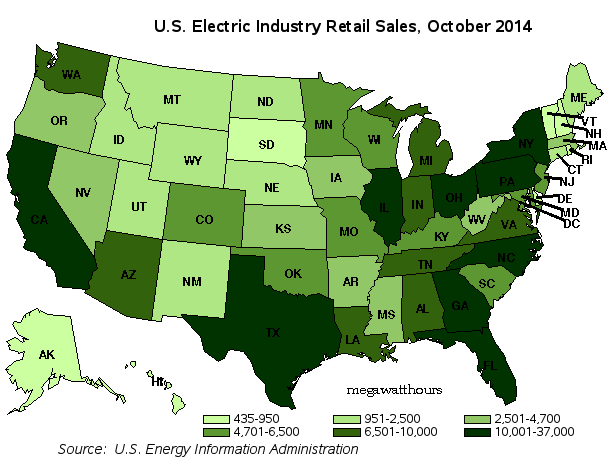 U.S. Electric Industry Retail Sales, October 2014
WA
MT
ND
MN
ME
VT
NH
MA
RI
CT
OR
ID
SD
WI
MI
NY
WY
NJ
PA
DE
MD
DC
NE
IA
NV
UT
IL
IN
OH
WV
VA
CA
CO
KS
MO
KY
NC
TN
AZ
NM
OK
AR
SC
MS
AL
GA
TX
LA
FL
AK
HI
megawatthours
435-950 951-2,500 2,501-4,700
4,701-6,500 6,501-10,000 10,001-37,000
Source: U.S. Energy Information Administration